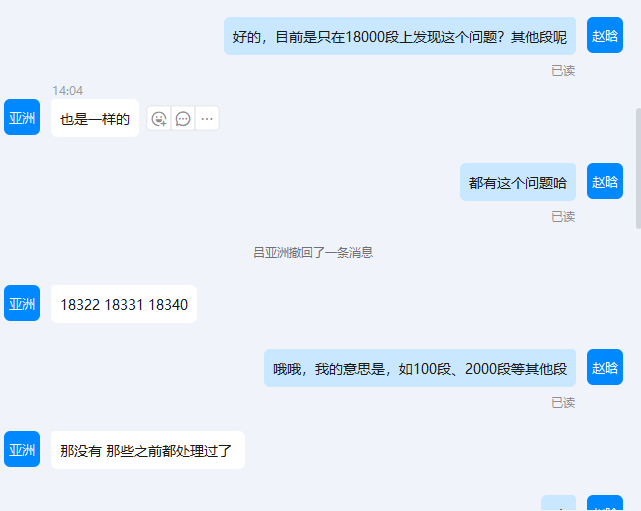 好的，目前是只在18000段上发现这个问题？其他段呢
赵晗
已读
14:04
亚洲
也是一样的
都有这个问题哈
赵晗
已读
吕亚洲撤回了一条消息
亚洲
18322 18331 18340
哦哦，我的意思是，如100段、2000段等其他段
赵晗
已读
亚洲
那没有 那些之前都处理过了